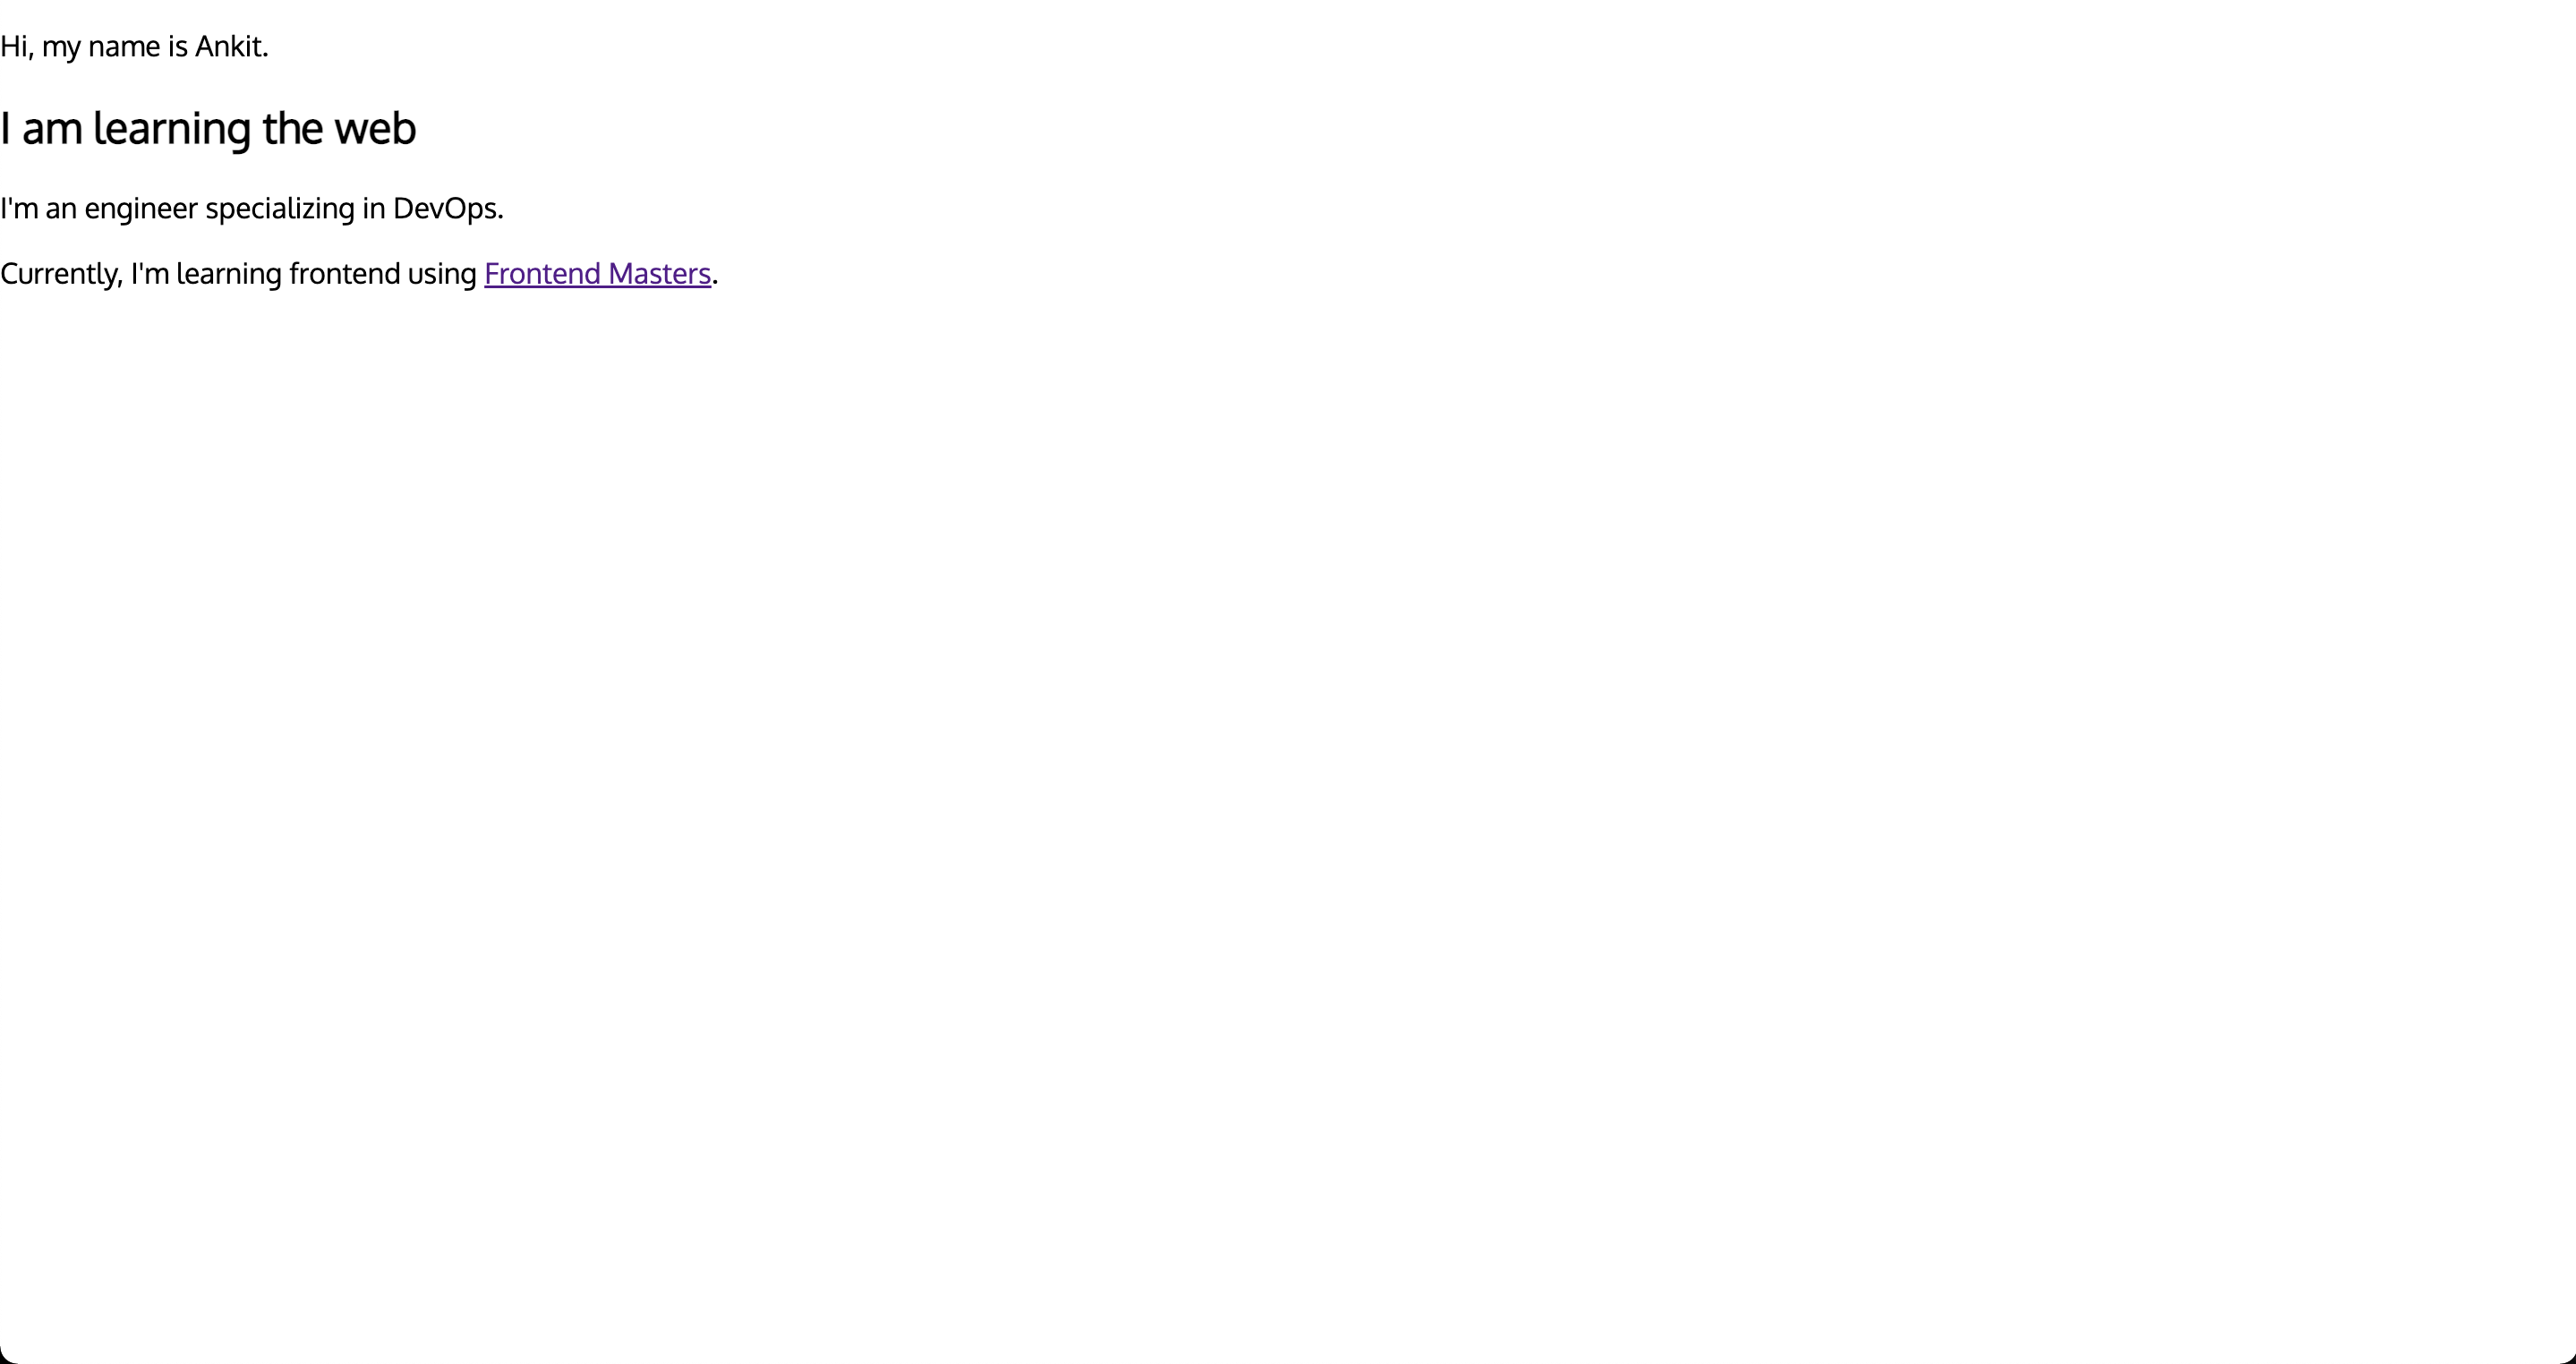 Hi, my name is Ankit.
I am learning the web
I'm an engineer specializing in DevOps.
Currently, I'm learning frontend using Frontend Masters.